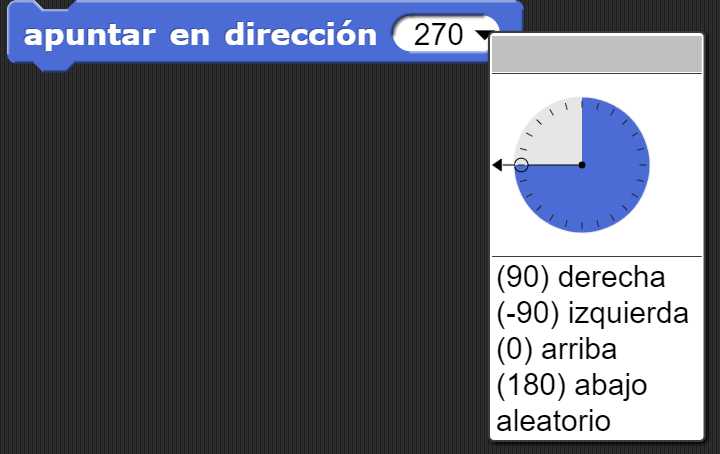 apuntar en dirección 270
(90) derecha
(-90) izquierda
(0) arriba
(180) abajo
aleatorio